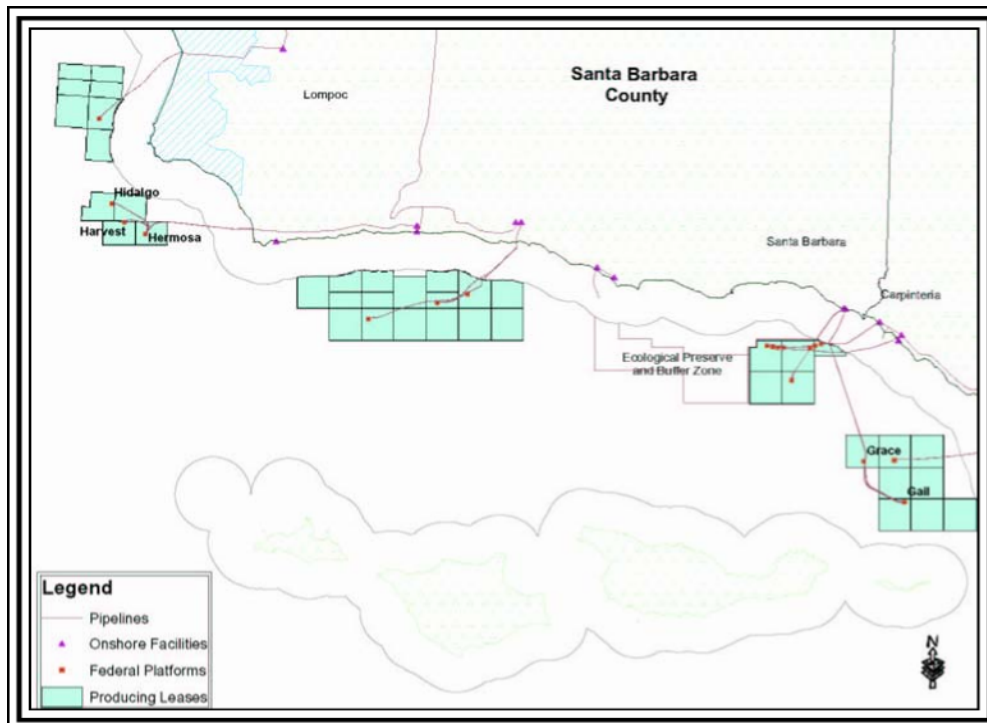 Santa Barbara
County
Lompoc
Hidalgo
Harvest
Hermosa
Santa Barbara
Carpinteria
Ecological Preserve
and Buffer Zone
Grace
Gail
Legend
Pipelines
Onshore Facilities
Federal Platforms
Producing Leases
N